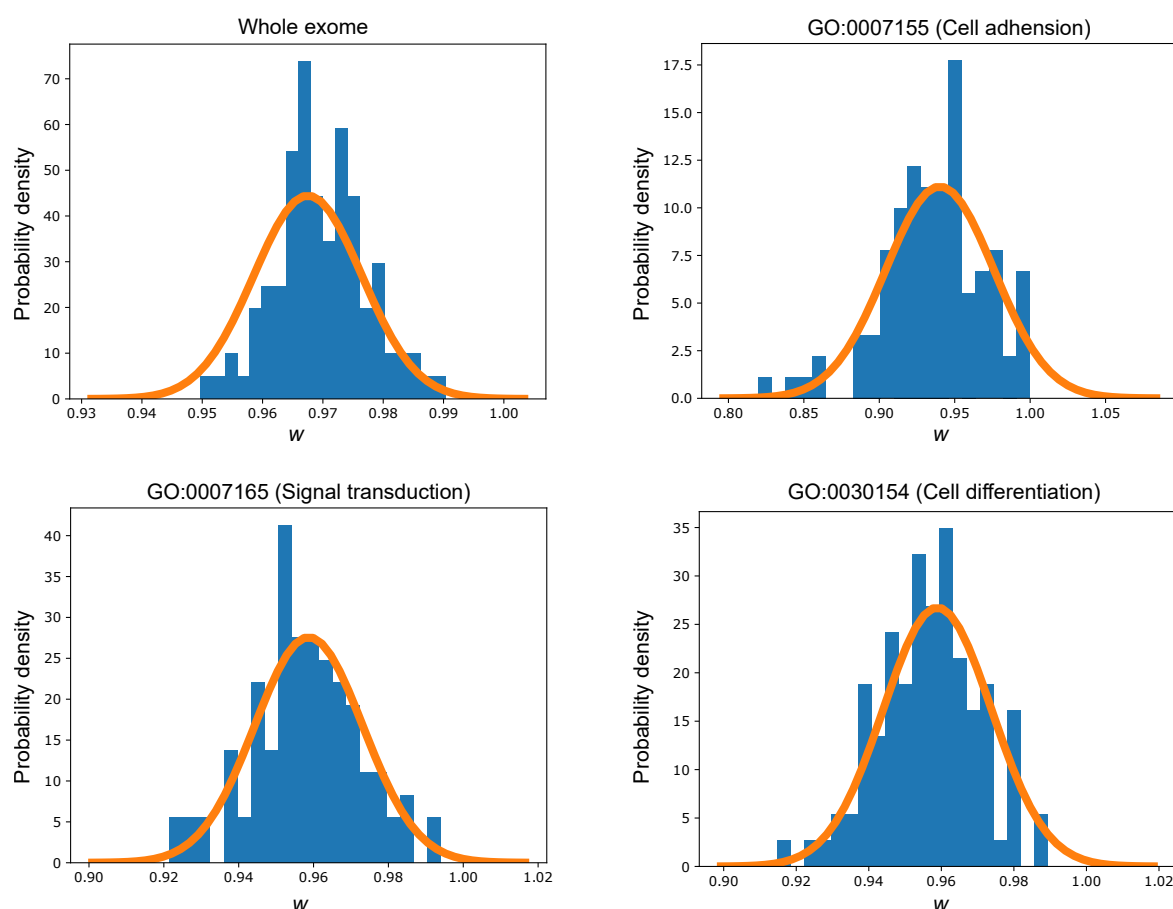 Whole exome
Probability density
70
60
50
40
30
20
10
0
0.93 0.94 0.95 0.96 0.97 0.98 0.99 1.00
w
GO:0007155 (Cell adhension)
Probability density
17.5
15.0
12.5
10.0
7.5
5.0
2.5
0.0
0.80 0.85 0.90 0.95 1.00 1.05
w
GO:0007165 (Signal transduction)
Probability density
40
35
30
25
20
15
10
5
0
0.90 0.92 0.94 0.96 0.98 1.00 1.02
w
GO:0030154 (Cell differentiation)
Probability density
35
30
25
20
15
10
5
0
0.90 0.92 0.94 0.96 0.98 1.00 1.02
w